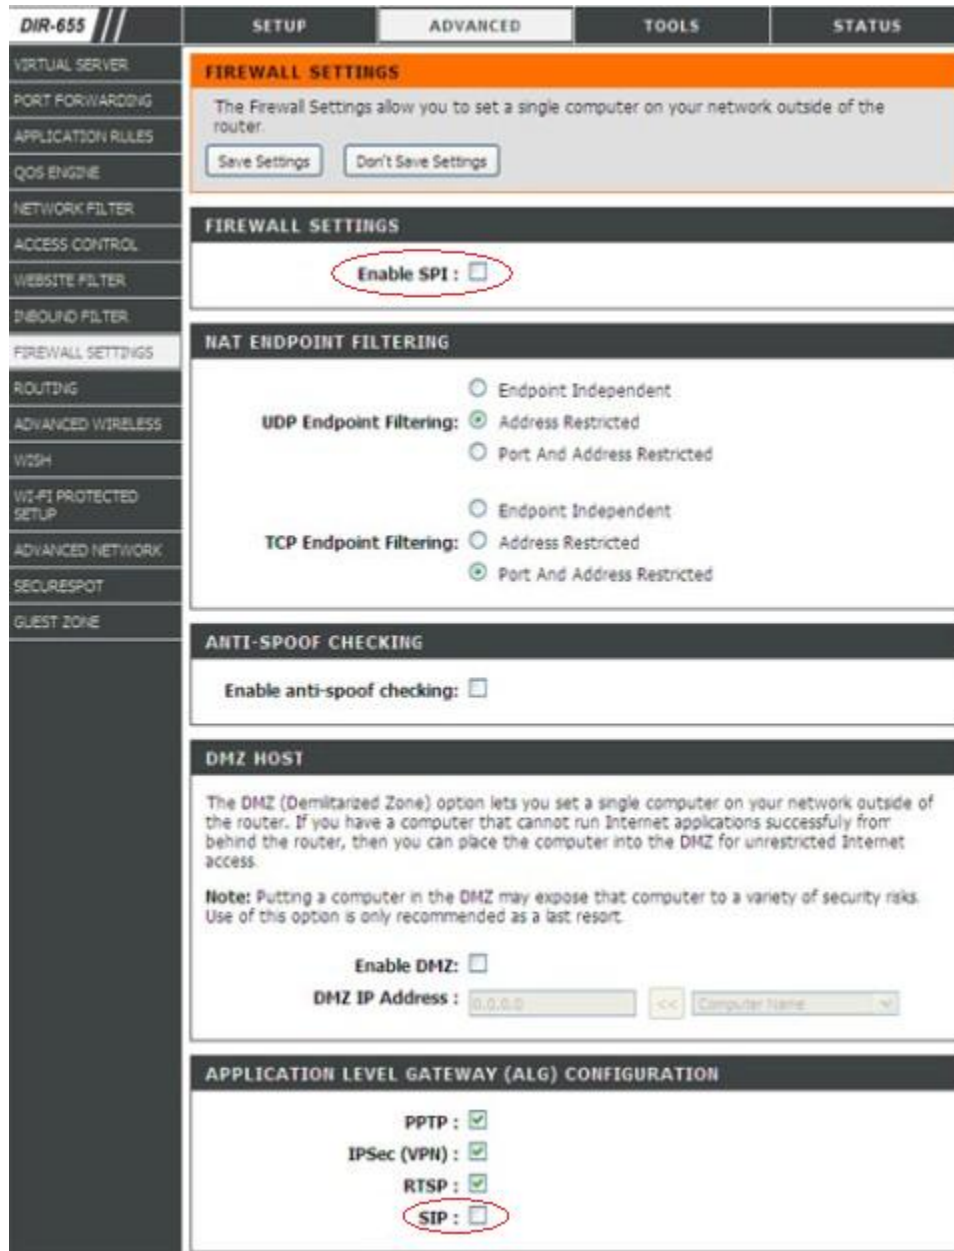 DIR-655
SETUP
ADVANCED
TOOLS
STATUS
VIRTUAL SERVER
PORT FORWARDING
APPLICATION RULES
QOS ENGINE
NETWORK FILTER
ACCESS CONTROL
WEBSITE FILTER
INBOUND FILTER
FIREWALL SETTINGS
ROUTING
ADVANCED WIRELESS
WISH
WI-FI PROTECTED
SETUP
ADVANCED NETWORK
SECURESPOT
GUEST ZONE
FIREWALL SETTINGS
The Firewall Settings allow you to set a single computer on your network outside of the
router.
Save Settings
Don't Save Settings
FIREWALL SETTINGS
Enable SPI :
NAT ENDPOINT FILTERING
UDP Endpoint Filtering:
Endpoint Independent
Address Restricted
Port And Address Restricted
TCP Endpoint Filtering:
Endpoint Independent
Address Restricted
Port And Address Restricted
ANTI-SPOOF CHECKING
Enable anti-spoof checking:
DMZ HOST
The DMZ (Demilitarized Zone) option lets you set a single computer on your network outside of
the router. If you have a computer that cannot run Internet applications successfuly from
behind the router, then you can place the computer into the DMZ for unrestricted Internet
access.
Note: Putting a computer in the DMZ may expose that computer to a variety of security risks.
Use of this option is only recommended as a last resort.
Enable DMZ:
DMZ IP Address : 0.0.0.0 << Computer Name
APPLICATION LEVEL GATEWAY (ALG) CONFIGURATION
PPTP :
IPSec (VPN) :
RTSP :
SIP :